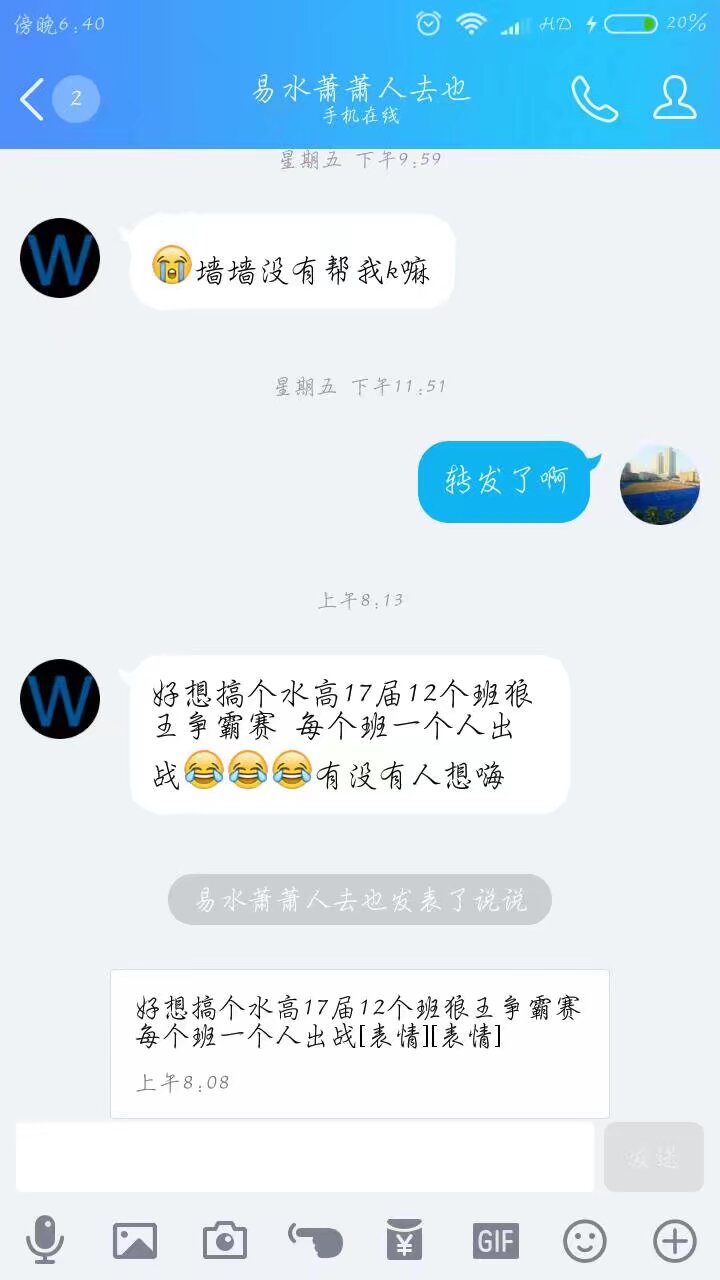 傍晚6:40
HD
20%
2
易水萧萧人去也
手机在线
星期五 下午9:59
W
😭墙墙没有帮我k嘛
星期五 下午11:51
转发了啊
上午8:13
W
好想搞个水高17届12个班狼
王争霸赛 每个班一个人出
战😂😂😂有没有人想嗨
易水萧萧人去也发表了说说
好想搞个水高17届12个班狼王争霸赛
每个班一个人出战[表情][表情]
上午8:08
发送
¥
GIF